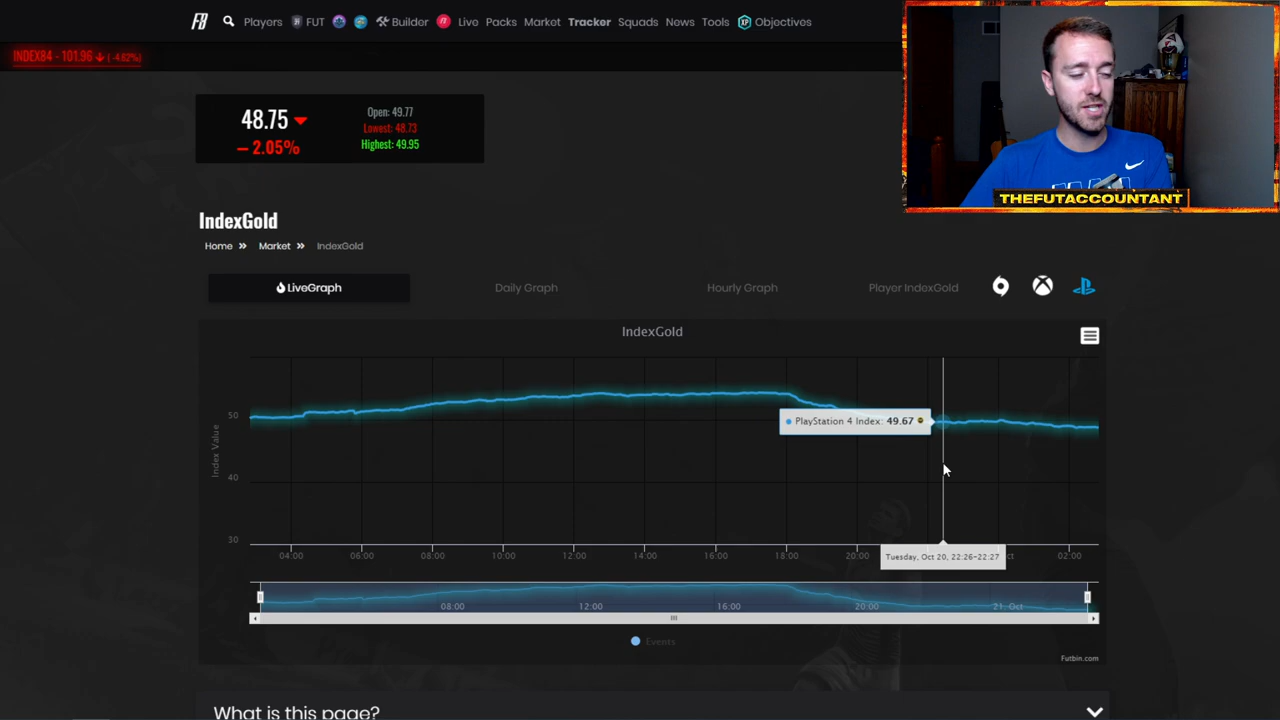 Players FUT Builder Live Packs Market Tracker Squads News Tools Objectives
INDEX84 - 101.96 (-4.62%)
48.75
– 2.05%
Open: 49.77
Lowest: 48.73
Highest: 49.95
THEFUTACCOUNTANT
IndexGold
Home » Market » IndexGold
LiveGraph Daily Graph Hourly Graph Player IndexGold
IndexGold
Index Value
50
40
30
PlayStation 4 Index: 49.67
04:00 06:00 08:00 10:00 12:00 14:00 16:00 18:00 20:00 ct 02:00
Tuesday, Oct 20, 22:26-22:27
08:00 12:00 16:00 20:00 21. Oct
Events
Futbin.com
What is this page?